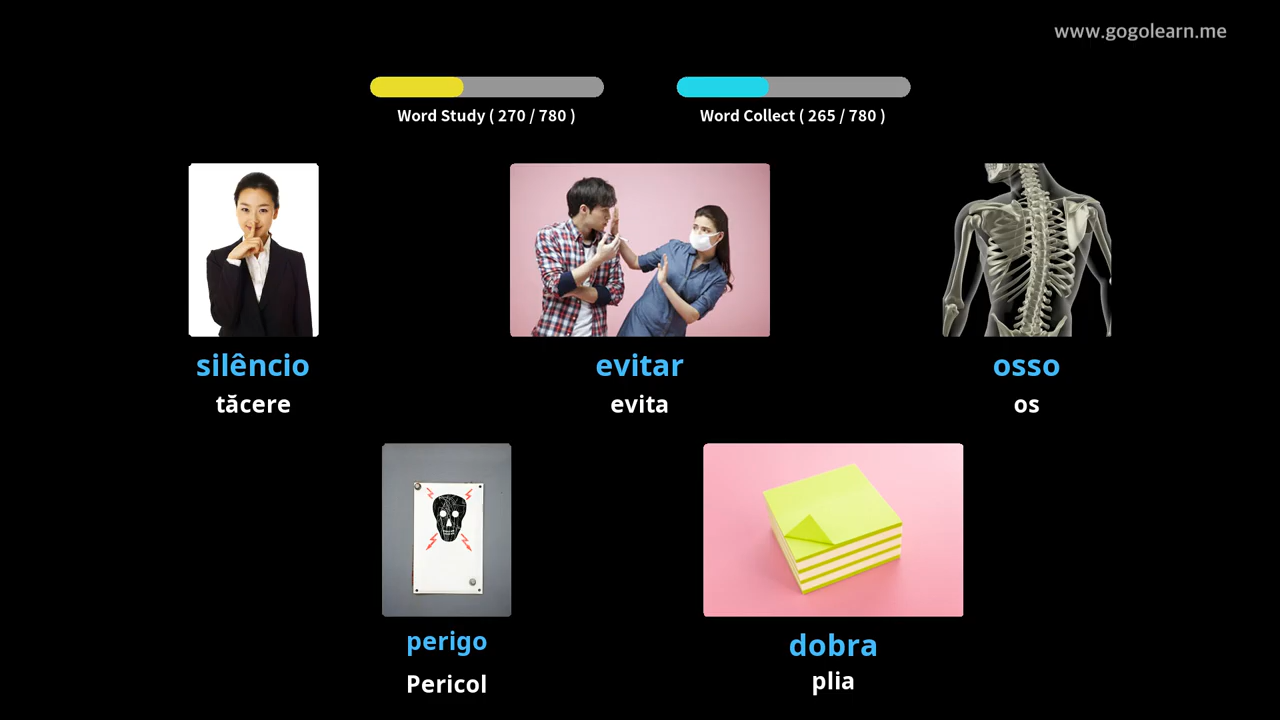 www.gogolearn.me
Word Study ( 270 / 780 )
Word Collect ( 265 / 780 )
silêncio
tăcere
evitar
evita
osso
os
perigo
Pericol
dobra
plia